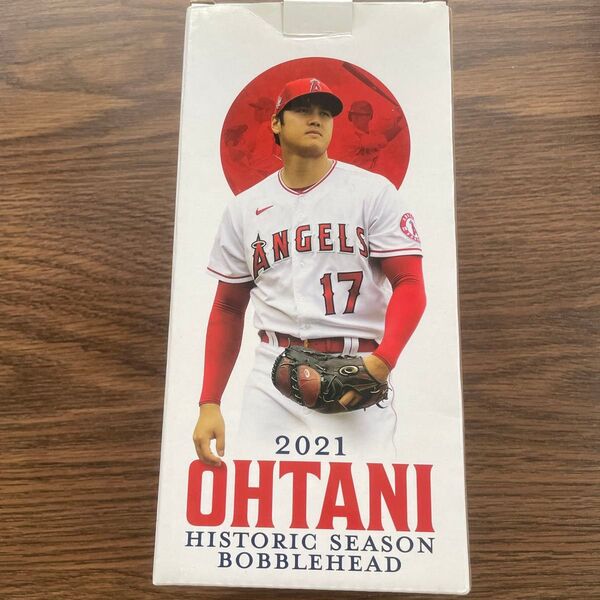 ANGELS
17
2021
OHTANI
HISTORIC SEASON
BOBBLEHEAD